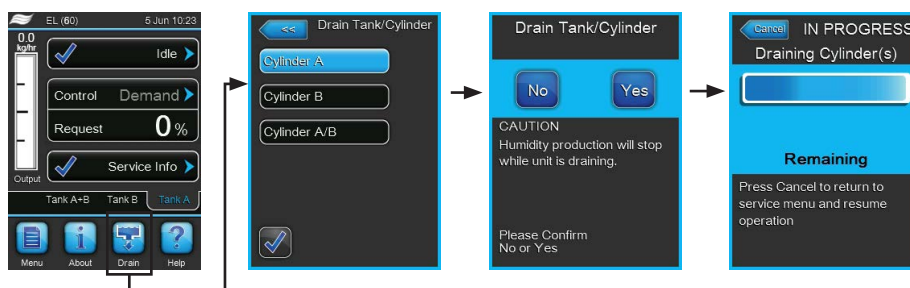 EL (60) 5 Jun 10:23
0.0
kg/hr
Idle
Control Demand
Request 0 %
Service Info
Output
Tank A+B Tank B Tank A
Menu About Drain Help
<< Drain Tank/Cylinder
Cylinder A
Cylinder B
Cylinder A/B
Drain Tank/Cylinder
No Yes
CAUTION
Humidity production will stop
while unit is draining.
Please Confirm
No or Yes
Cancel IN PROGRESS
Draining Cylinder(s)
Remaining
Press Cancel to return to
service menu and resume
operation